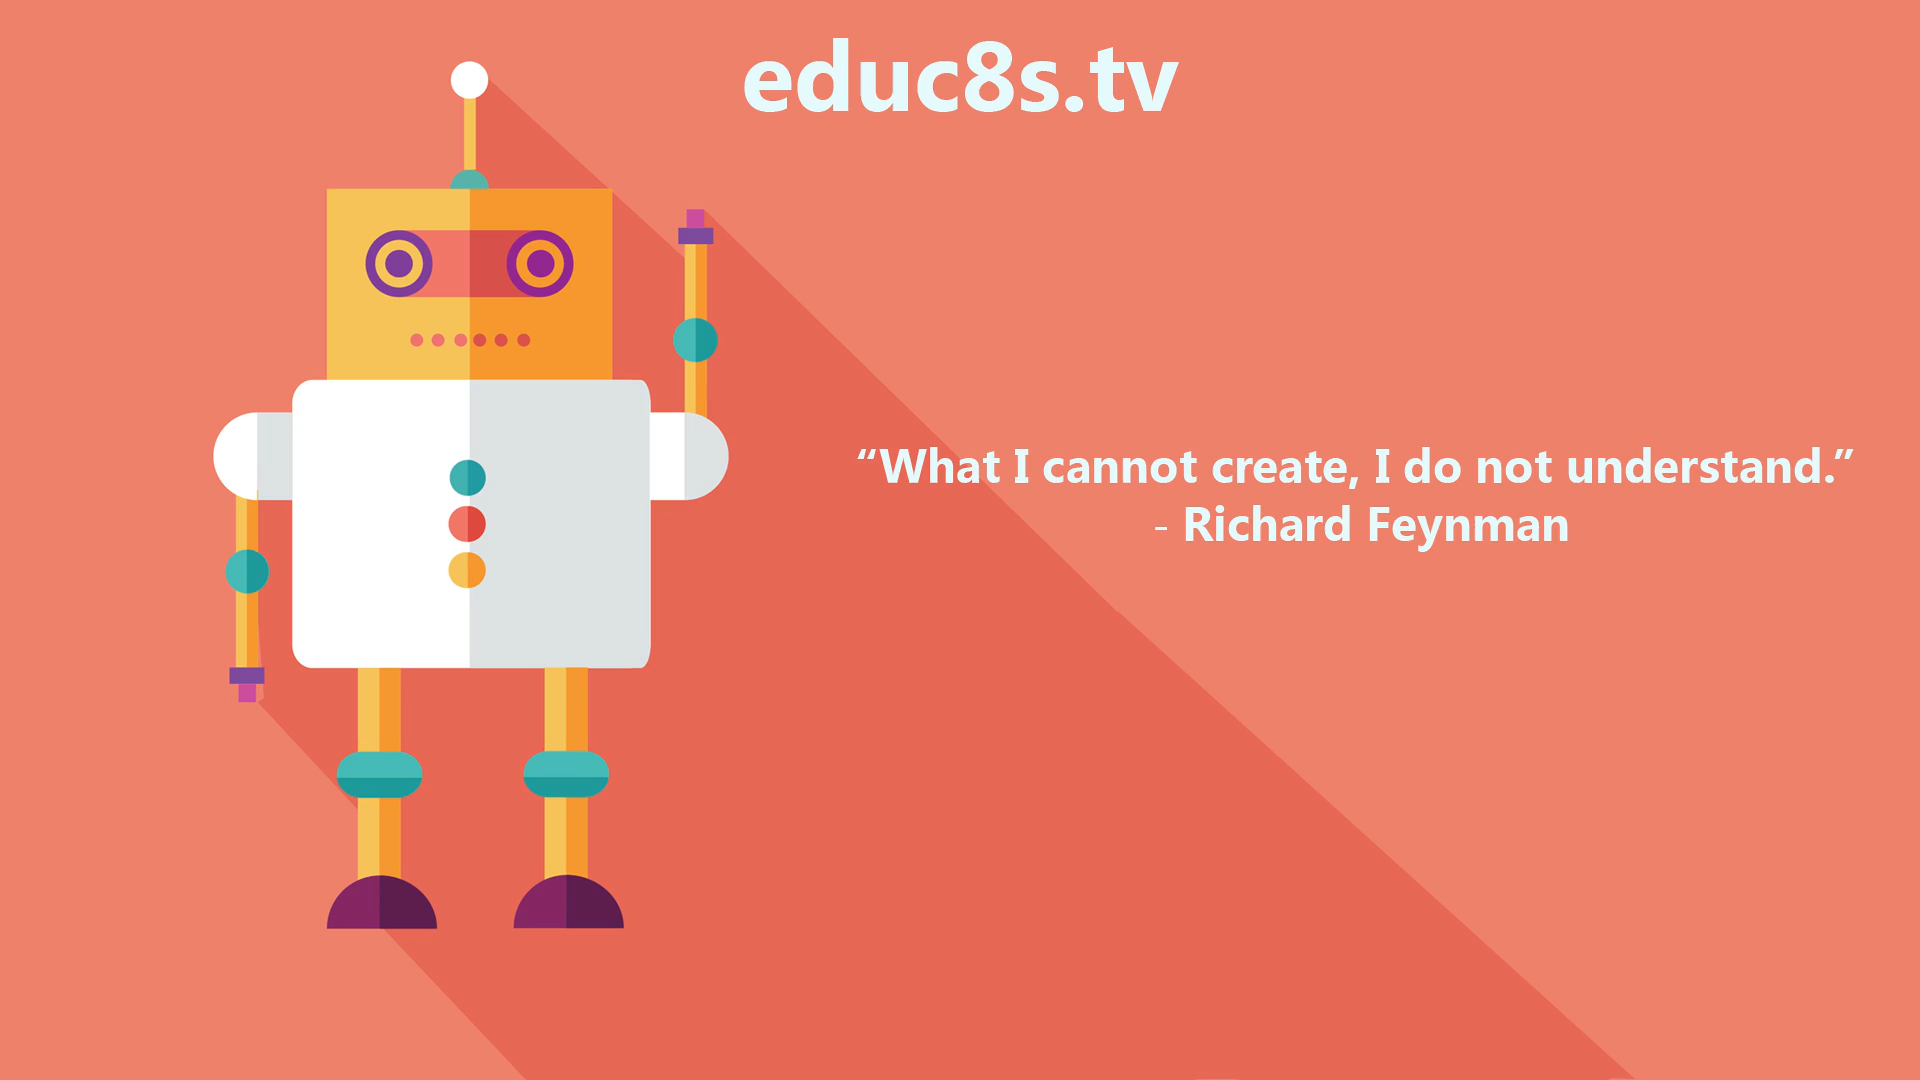 educ8s.tv
“What I cannot create, I do not understand.”
- Richard Feynman